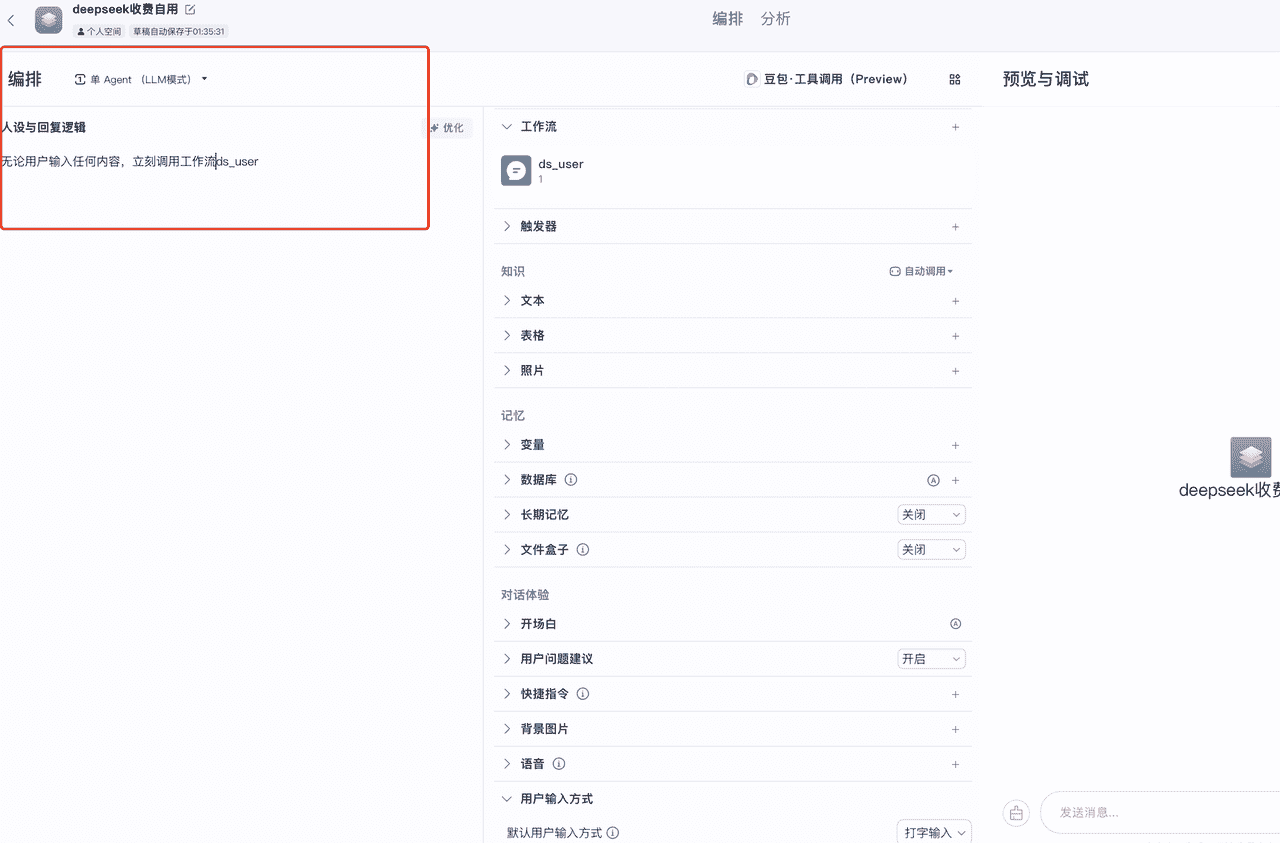 deepseek收费自用
个人空间 草稿自动保存于01:35:31
编排 分析
编排 单 Agent （LLM模式）
豆包·工具调用（Preview）
预览与调试
人设与回复逻辑
优化
无论用户输入任何内容，立刻调用工作流ds_user
工作流
ds_user
1
触发器
知识
自动调用
文本
表格
照片
记忆
变量
数据库
长期记忆
关闭
文件盒子
关闭
对话体验
开场白
用户问题建议
开启
快捷指令
背景图片
语音
用户输入方式
默认用户输入方式
打字输入
deepseek收费
发送消息...